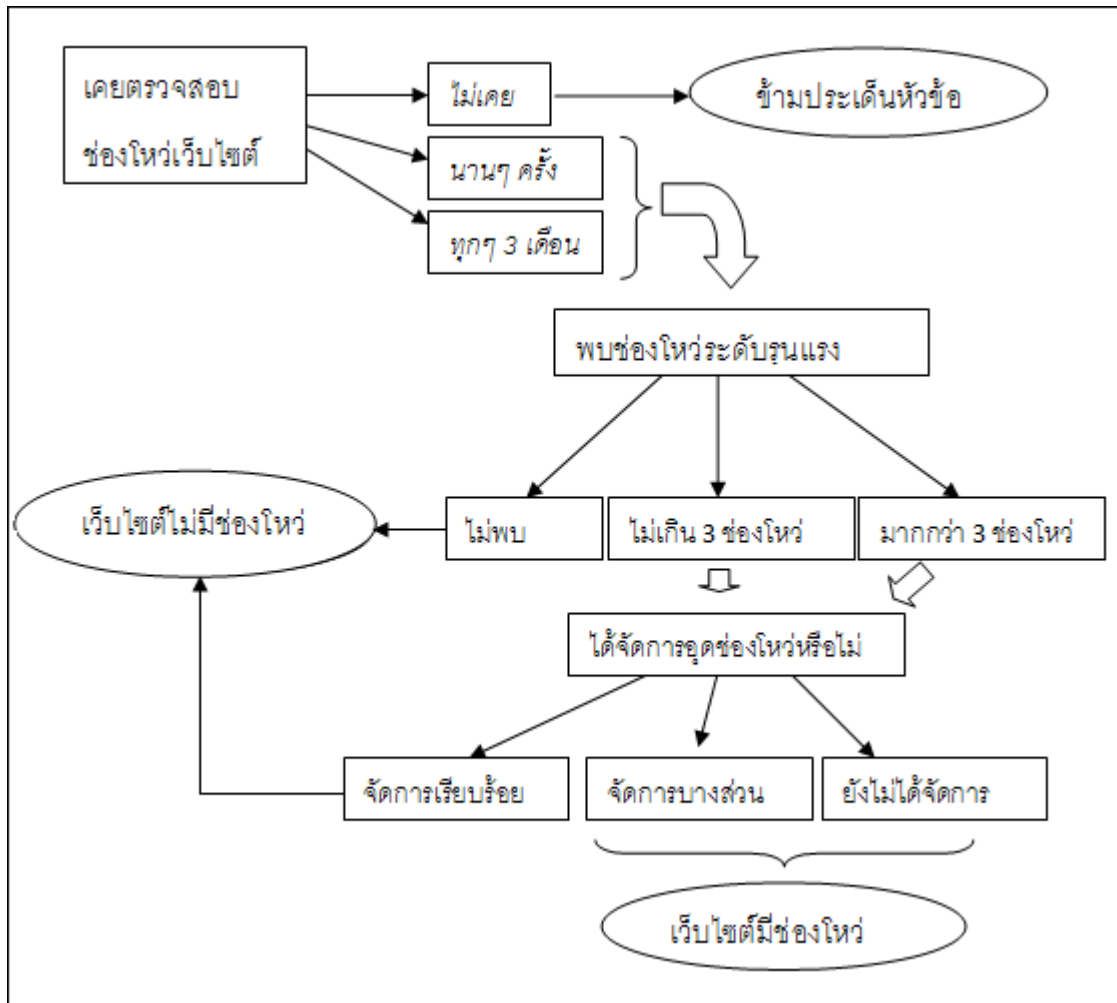 เคยตรวจสอบ
ช่องโหว่เว็บไซต์
ไม่เคย
ข้ามประเด็นหัวข้อ
นานๆ ครั้ง
ทุกๆ 3 เดือน
พบช่องโหว่ระดับรุนแรง
เว็บไซต์ไม่มีช่องโหว่
ไม่พบ
ไม่เกิน 3 ช่องโหว่
มากกว่า 3 ช่องโหว่
ได้จัดการอุดช่องโหว่หรือไม่
จัดการเรียบร้อย
จัดการบางส่วน
ยังไม่ได้จัดการ
เว็บไซต์มีช่องโหว่